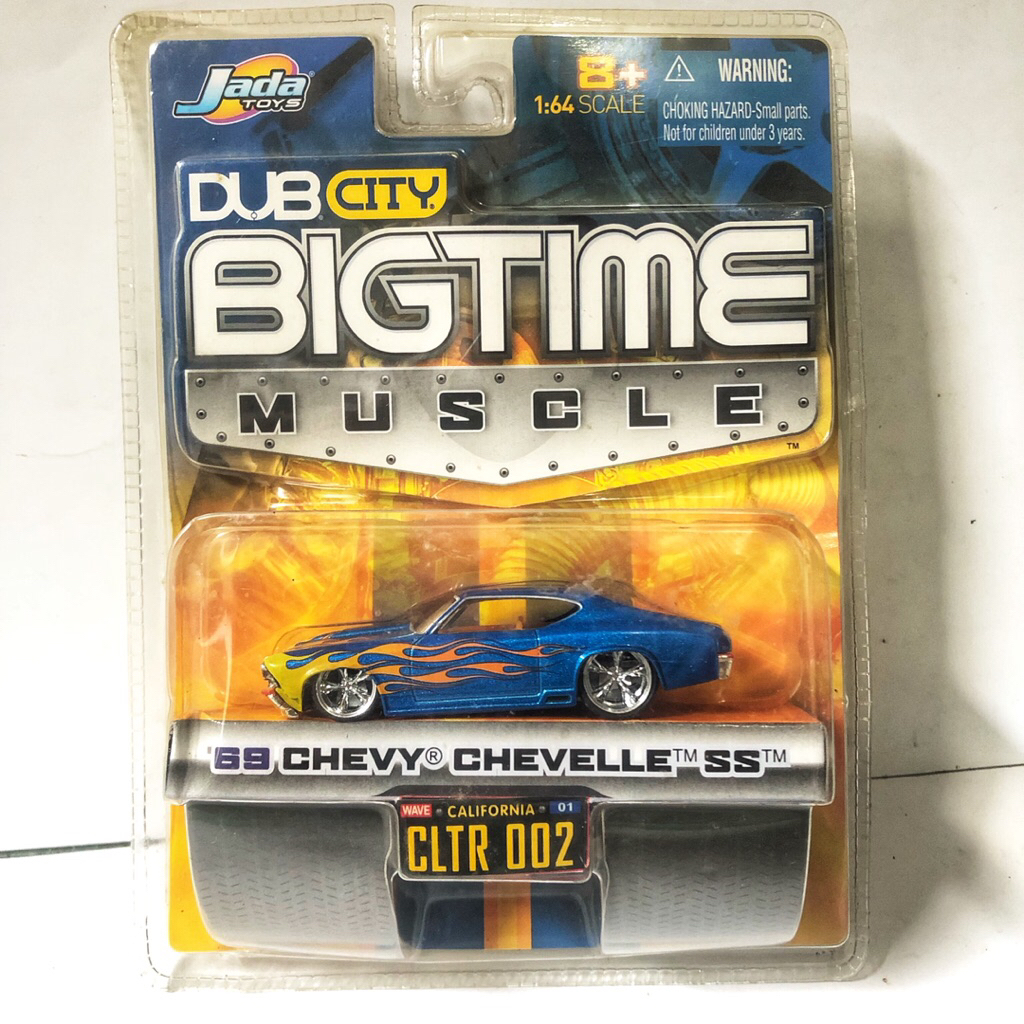 Jada®
TOYS
8+
1:64 SCALE
WARNING:
CHOKING HAZARD-Small parts.
Not for children under 3 years.
DUB® CITY.
BIGTIME
MUSCLE
™
'69 CHEVY® CHEVELLE™ SS™
WAVE CALIFORNIA 01
CLTR 002